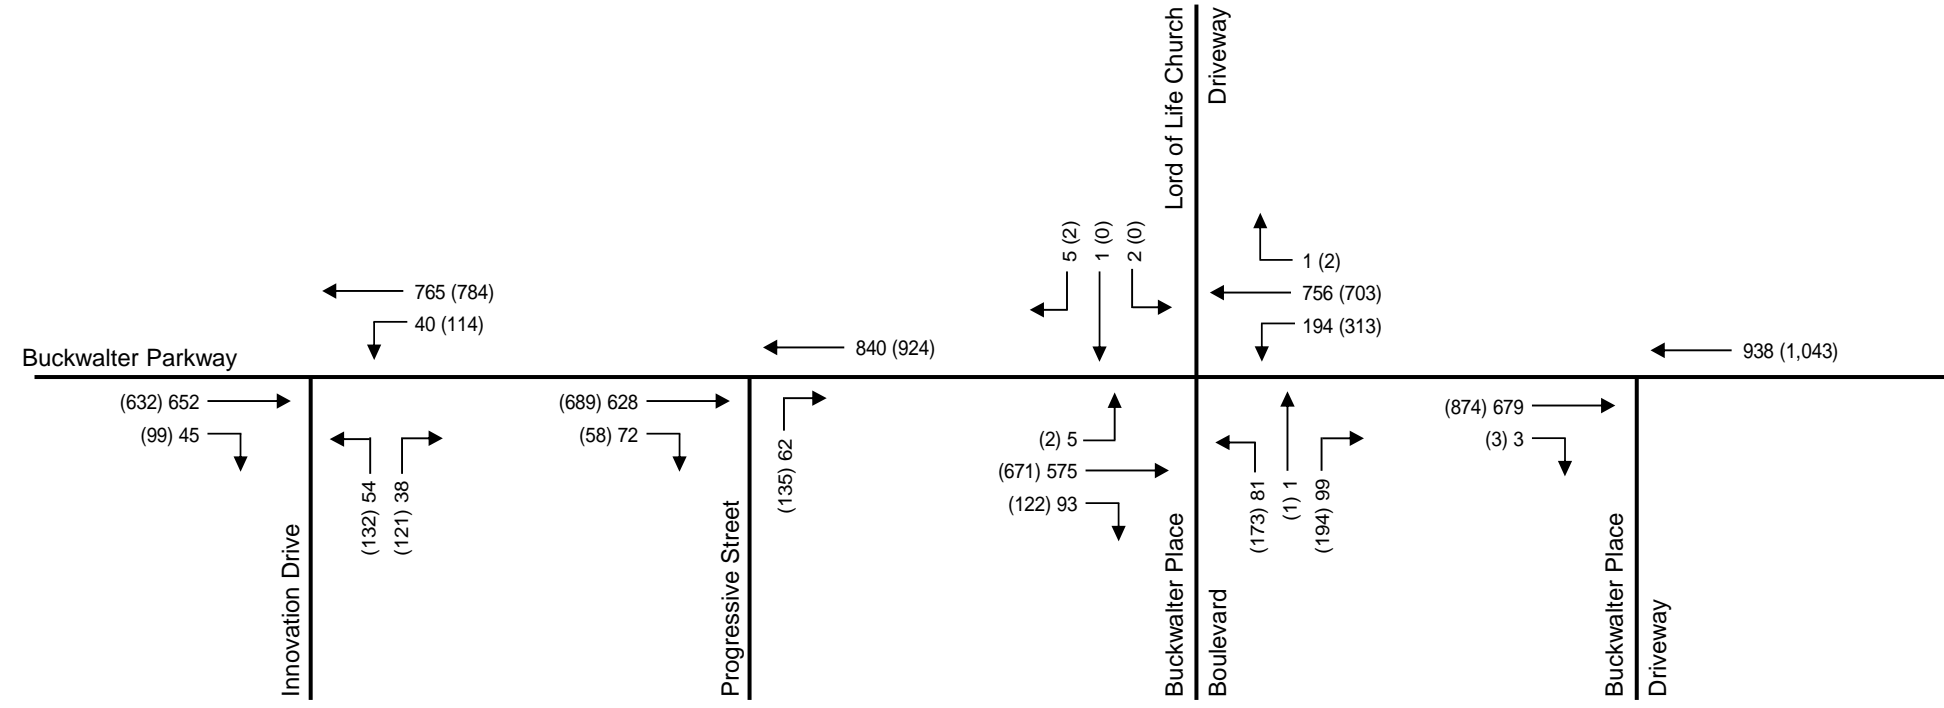 Lord of Life Church
Driveway
5 (2)
1 (0)
2 (0)
1 (2)
756 (703)
194 (313)
765 (784)
40 (114)
840 (924)
938 (1,043)
Buckwalter Parkway
(632) 652
(99) 45
(132) 54
(121) 38
Innovation Drive
(689) 628
(58) 72
(135) 62
Progressive Street
(2) 5
(671) 575
(122) 93
(173) 81
(1) 1
(194) 99
Buckwalter Place
Boulevard
(874) 679
(3) 3
Buckwalter Place
Driveway